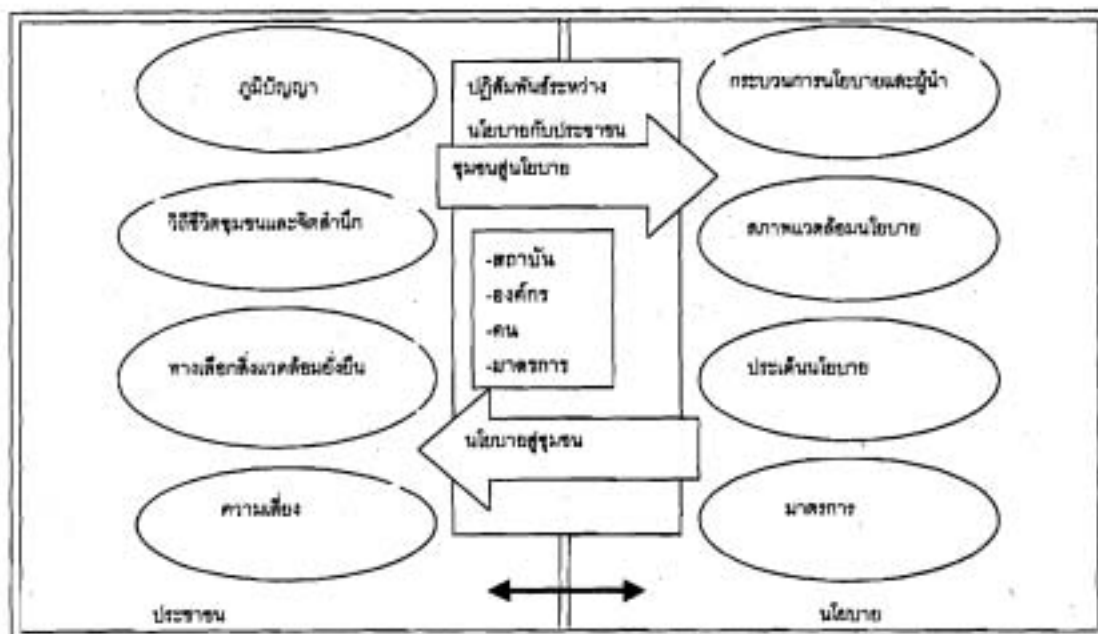 ภูมิปัญญา
วิถีชีวิตชุมชนและจิตสำนึก
ทางเลือกสิ่งแวดล้อมยั่งยืน
ความเสี่ยง
ประชาชน
ปฏิสัมพันธ์ระหว่าง
นโยบายกับประชาชน
ชุมชนสู่นโยบาย
-สถาบัน
-องค์กร
-คน
-มาตรการ
นโยบายสู่ชุมชน
กระบวนการนโยบายและผู้นำ
สภาพแวดล้อมนโยบาย
ประเด็นนโยบาย
มาตรการ
นโยบาย